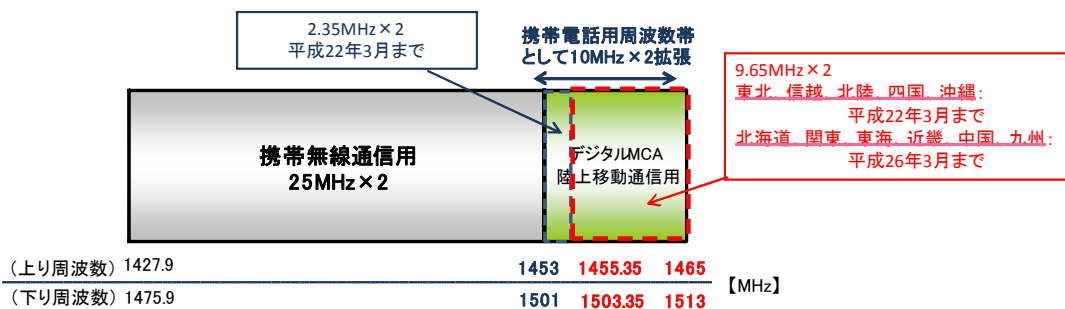 2.35MHz×2
平成22年3月まで
携帯電話用周波数帯
として10MHz×2拡張
9.65MHz×2
東北、信越、北陸、四国、沖縄：
平成22年3月まで
北海道、関東、東海、近畿、中国、九州：
平成26年3月まで
携帯無線通信用
25MHz×2
デジタルMCA
陸上移動通信用
（上り周波数） 1427.9 1453 1455.35 1465
【MHz】
（下り周波数） 1475.9 1501 1503.35 1513